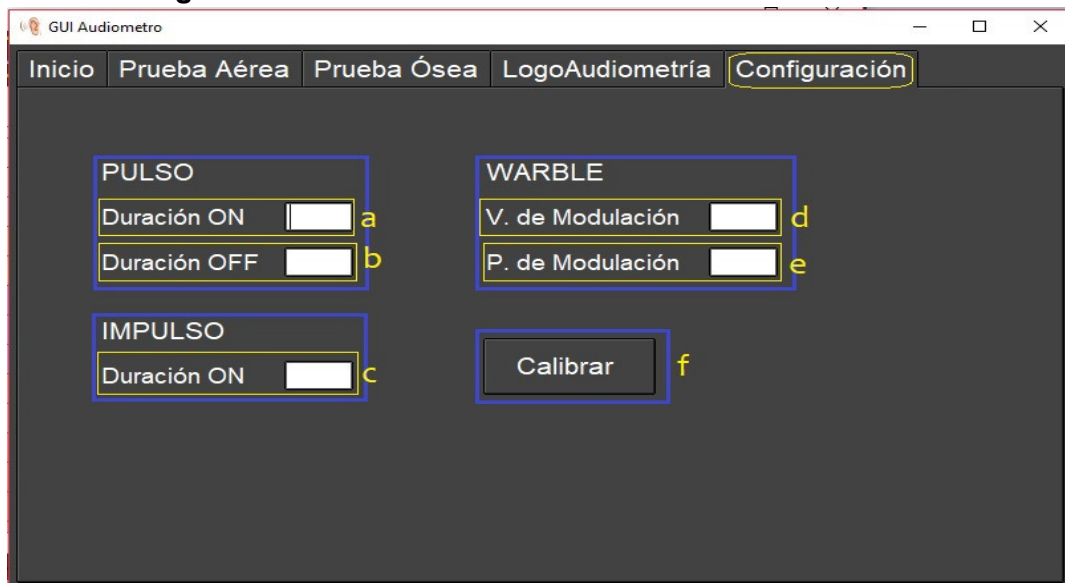 GUI Audiometro
Inicio Prueba Aérea Prueba Ósea LogoAudiometría Configuración
PULSO
Duración ON a
Duración OFF b
WARBLE
V. de Modulación d
P. de Modulación e
IMPULSO
Duración ON c
Calibrar f